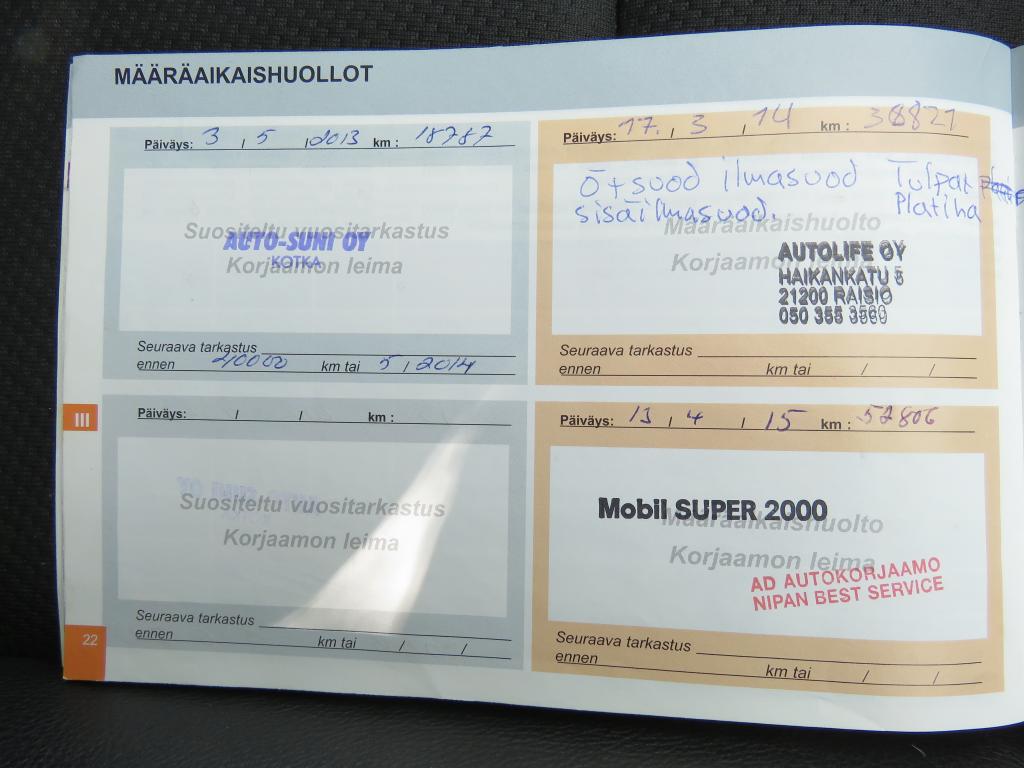 MÄÄRÄAIKAISHUOLLOT
Päiväys: 3 / 5 / 2013 km : 18787
Suositeltu vuositarkastus
AUTO-SUNI OY
KOTKA
Korjaamon leima
Seuraava tarkastus
ennen 40000 km tai 5 / 2014
Päiväys: 17. / 3 / 14 km : 38821
Ö+suod ilmasuod Tulpat
sisäilmasuod. Platina
Määräaikaishuolto
Korjaamon leima
AUTOLIFE OY
HAIKANKATU 5
21200 RAISIO
050 355 3560
Seuraava tarkastus
ennen km tai / /
III
Päiväys: / / km :
Suositeltu vuositarkastus
Korjaamon leima
Seuraava tarkastus
ennen km tai / /
Päiväys: 13 / 4 / 15 km : 52806
Mobil SUPER 2000
Määräaikaishuolto
Korjaamon leima
AD AUTOKORJAAMO
NIPAN BEST SERVICE
Seuraava tarkastus
ennen km tai / /
22